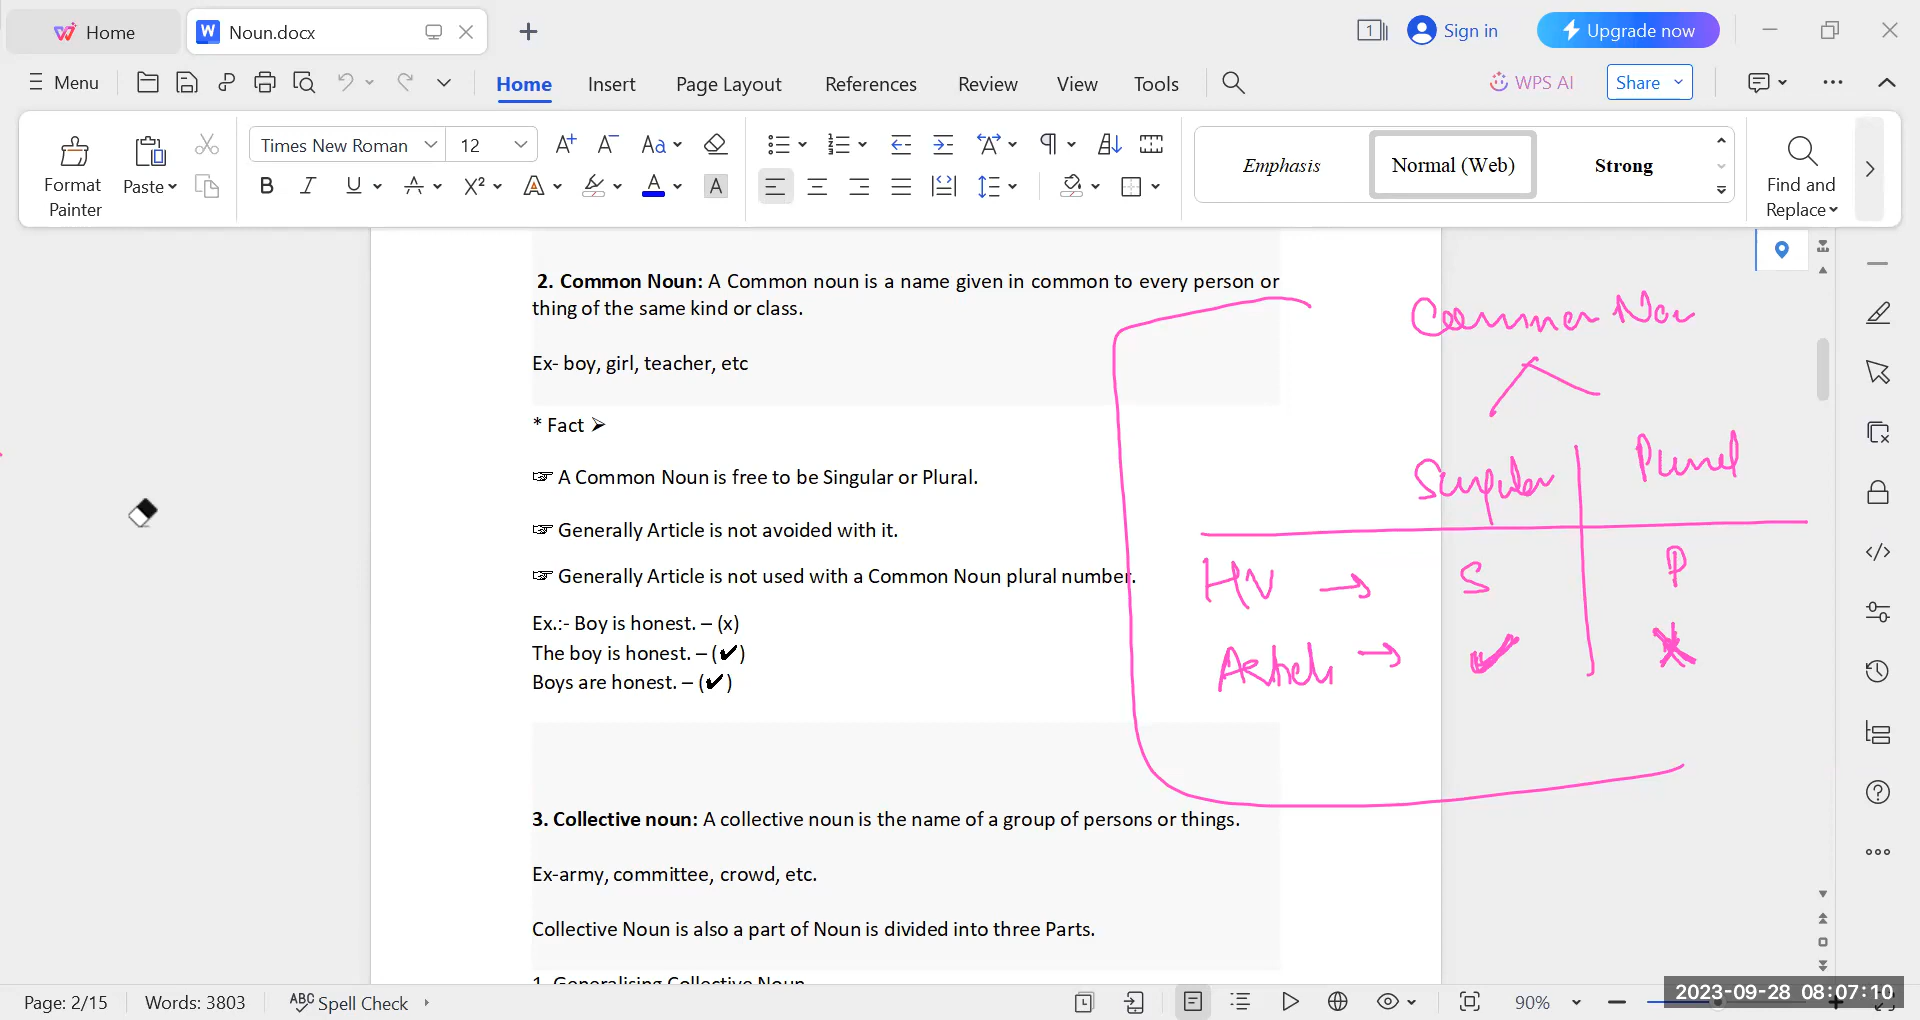 Home
Noun.docx
Sign in
Upgrade now
Menu
Home Insert Page Layout References Review View Tools
WPS AI
Share
Format Painter
Paste
Times New Roman 12
Emphasis
Normal (Web)
Strong
Find and Replace
2. Common Noun: A Common noun is a name given in common to every person or
thing of the same kind or class.
Ex- boy, girl, teacher, etc
* Fact ➢
☞ A Common Noun is free to be Singular or Plural.
☞ Generally Article is not avoided with it.
☞ Generally Article is not used with a Common Noun plural number.
Ex.:- Boy is honest. – (x)
The boy is honest. – (✔)
Boys are honest. – (✔)
3. Collective noun: A collective noun is the name of a group of persons or things.
Ex-army, committee, crowd, etc.
Collective Noun is also a part of Noun is divided into three Parts.
1. Generalising Collective Noun
Common Nou
Singular Plural
HN → S P
Article → ✔ ✗
Page: 2/15 Words: 3803 Spell Check
90%
2023-09-28 08:07:10